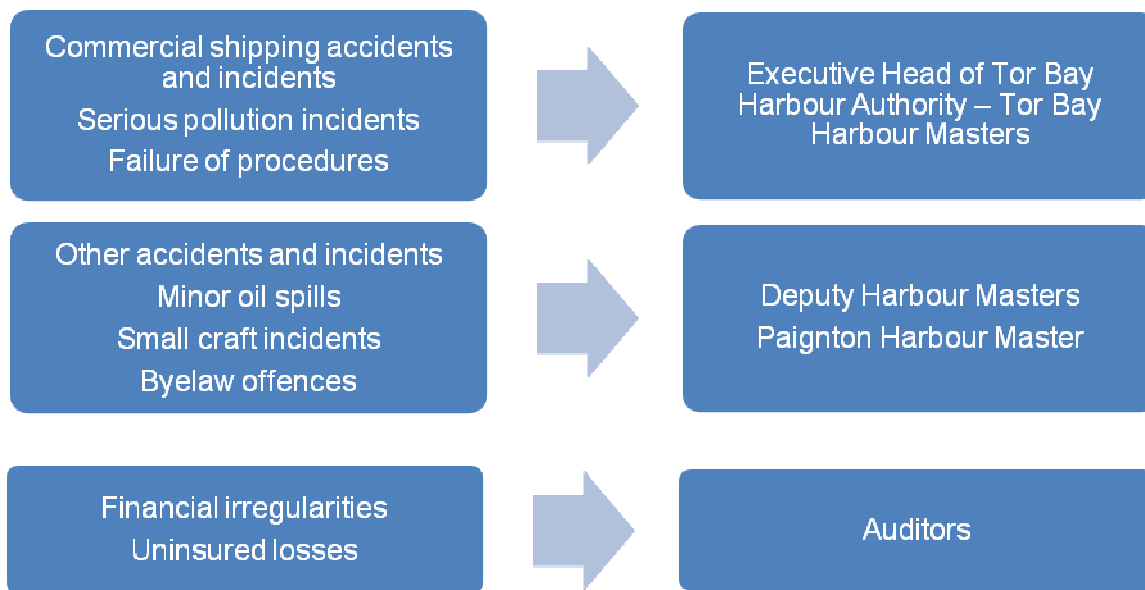 Commercial shipping accidents
and incidents
Serious pollution incidents
Failure of procedures
Executive Head of Tor Bay
Harbour Authority – Tor Bay
Harbour Masters
Other accidents and incidents
Minor oil spills
Small craft incidents
Byelaw offences
Deputy Harbour Masters
Paignton Harbour Master
Financial irregularities
Uninsured losses
Auditors